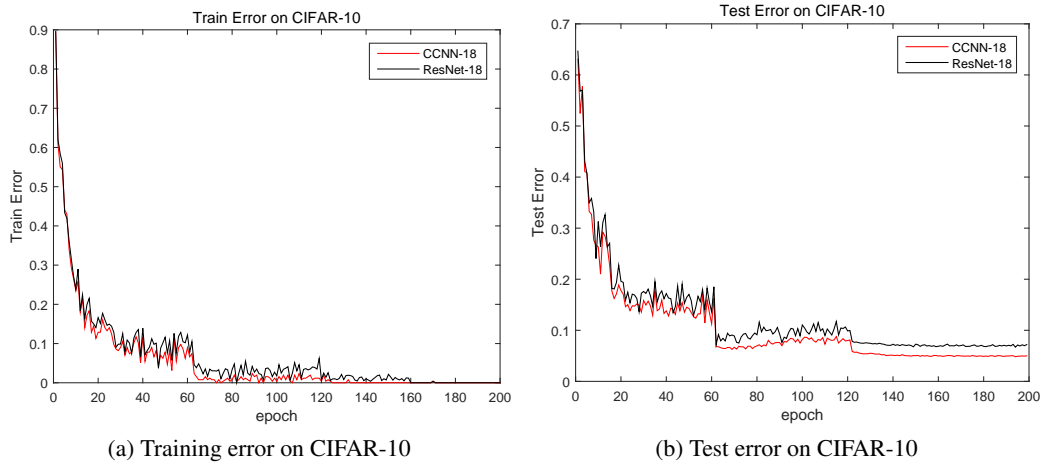 Train Error on CIFAR-10
0.9
0.8
0.7
0.6
0.5
0.4
0.3
0.2
0.1
0
Train Error
CCNN-18
ResNet-18
0 20 40 60 80 100 120 140 160 180 200
epoch
(a) Training error on CIFAR-10
Test Error on CIFAR-10
0.7
0.6
0.5
0.4
0.3
0.2
0.1
0
Test Error
CCNN-18
ResNet-18
0 20 40 60 80 100 120 140 160 180 200
epoch
(b) Test error on CIFAR-10